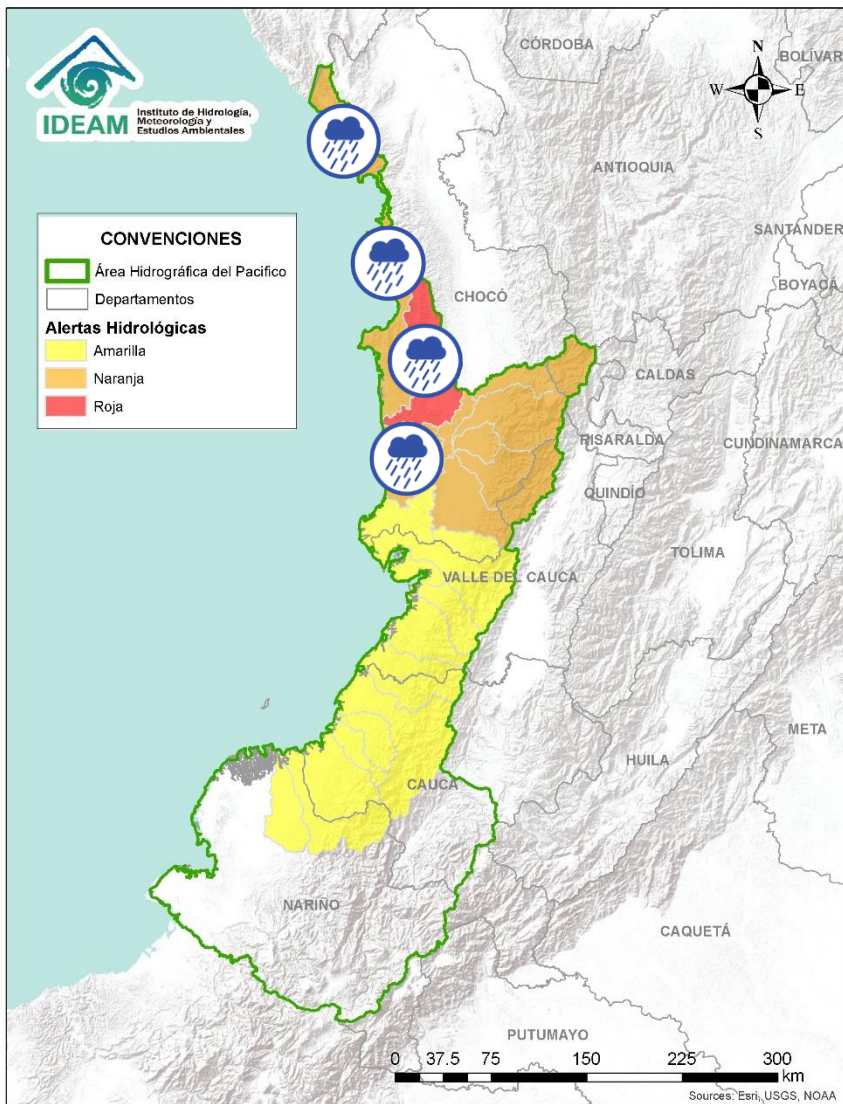 IDEAM
Instituto de Hidrología,
Meteorología y
Estudios Ambientales
N
W E
S
CÓRDOBA
BOLÍVAR
ANTIOQUIA
SANTANDER
BOYACÁ
CHOCÓ
CALDAS
RISARALDA
CUNDINAMARCA
QUINDÍO
TOLIMA
VALLE DEL CAUCA
META
HUILA
CAUCA
NARIÑO
CAQUETÁ
PUTUMAYO
CONVENCIONES
Área Hidrográfica del Pacifico
Departamentos
Alertas Hidrológicas
Amarilla
Naranja
Roja
0 37.5 75 150 225 300
km
Sources: Esri, USGS, NOAA